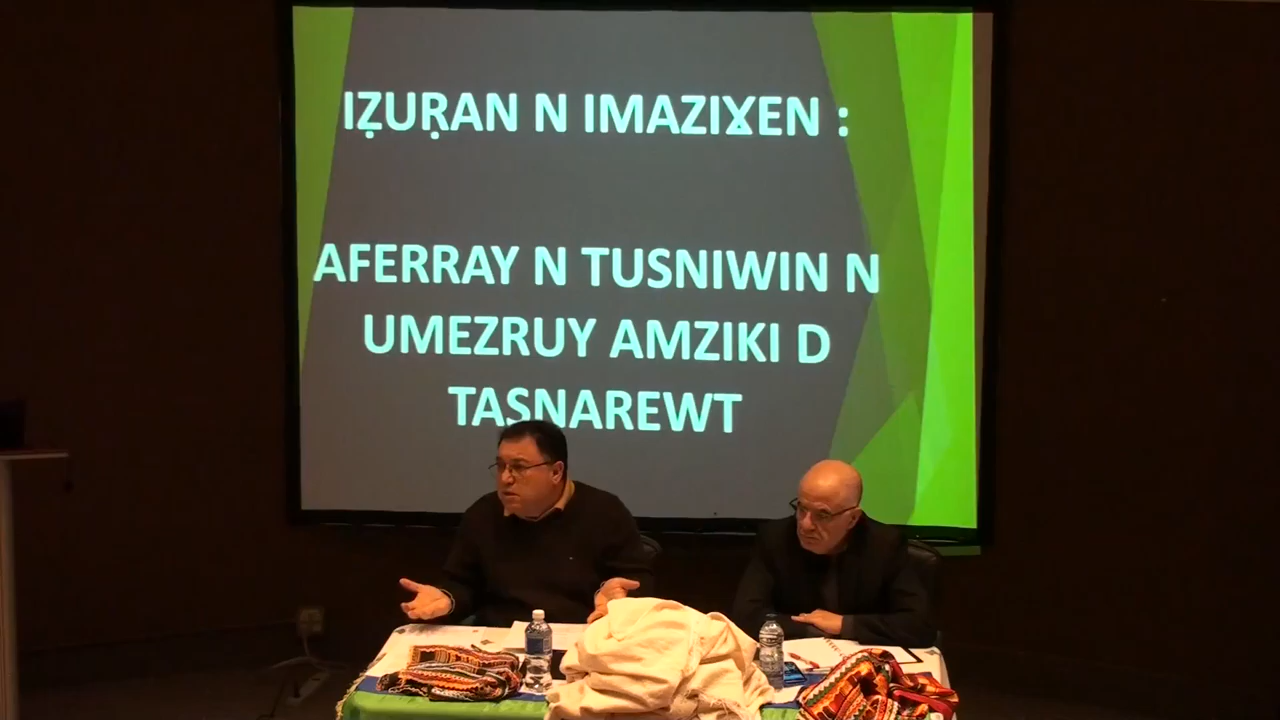 IẒUṚAN N IMAZIƔEN :
AFERRAY N TUSNIWIN N
UMEZRUY AMZIKI D
TASNAREWT